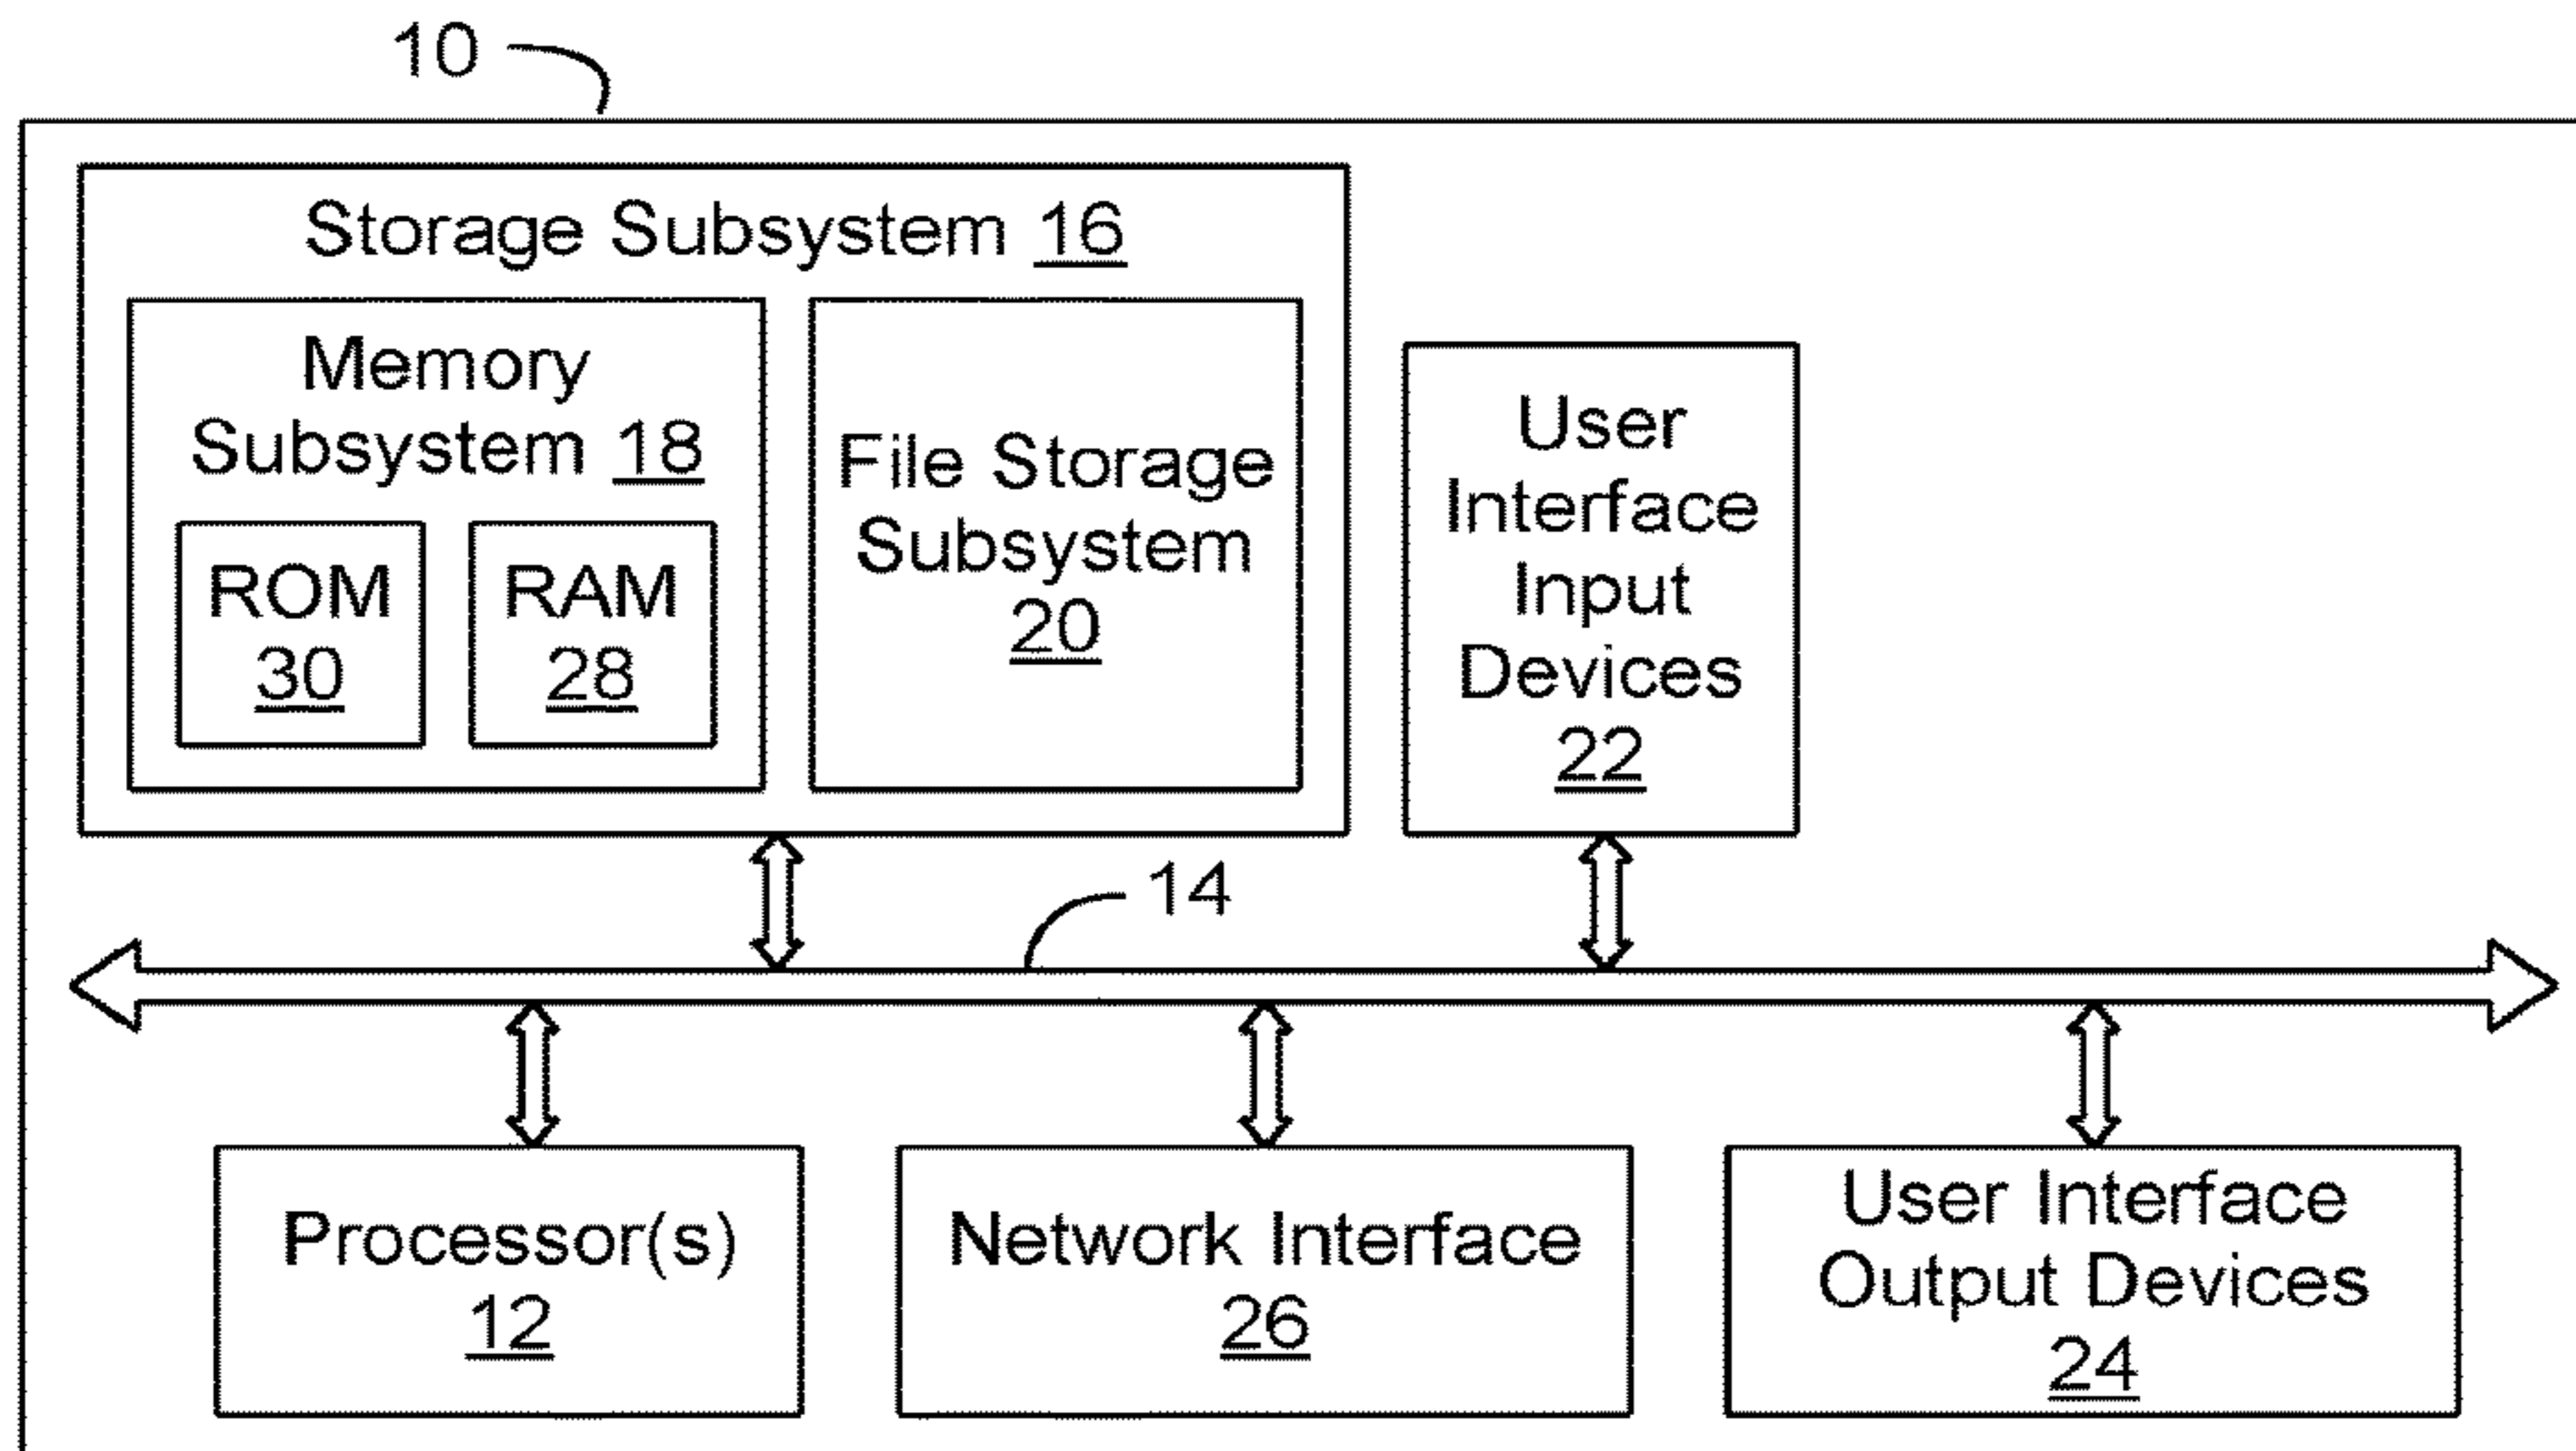 10
Storage Subsystem 16
Memory
Subsystem 18
ROM
30
RAM
28
File Storage
Subsystem
20
User
Interface
Input
Devices
22
14
Processor(s)
12
Network Interface
26
User Interface
Output Devices
24